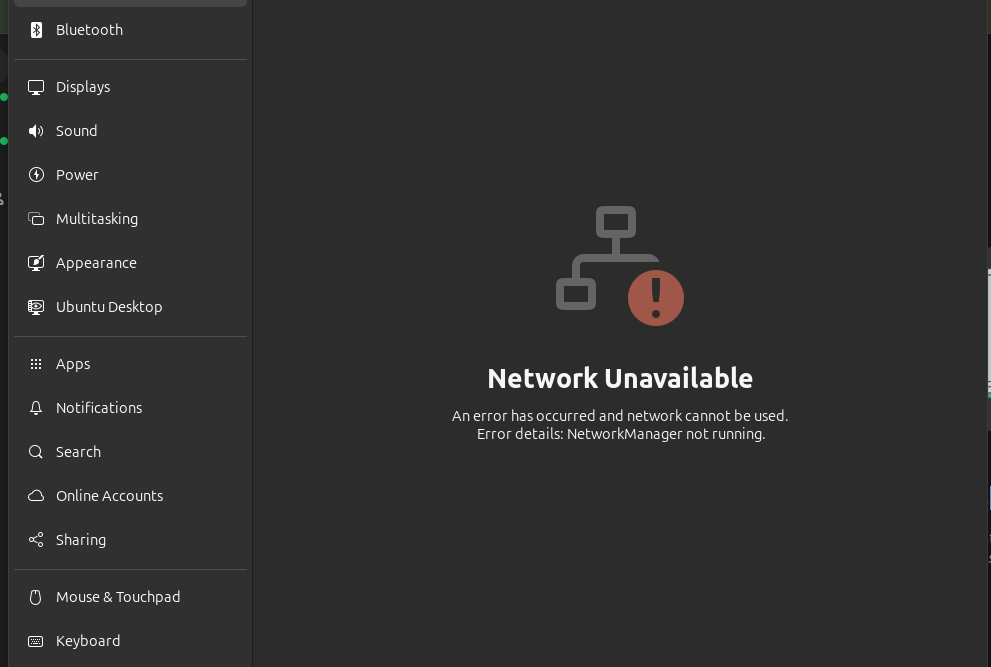 Bluetooth
Displays
Sound
Power
Multitasking
Appearance
Ubuntu Desktop
Apps
Notifications
Search
Online Accounts
Sharing
Mouse & Touchpad
Keyboard
Network Unavailable
An error has occurred and network cannot be used.
Error details: NetworkManager not running.